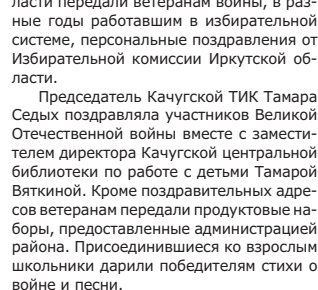 ласти передали ветеранам войны, в раз-
ные годы работавшим в избирательной
системе, персональные поздравления от
Избирательной комиссии Иркутской об-
ласти.
Председатель Качугской ТИК Тамара
Седых поздравляла участников Великой
Отечественной войны вместе с замести-
телем директора Качугской центральной
библиотеки по работе с детьми Тамарой
Вяткиной. Кроме поздравительных адре-
сов ветеранам передали продуктовые на-
боры, предоставленные администрацией
района. Присоединившиеся ко взрослым
школьники дарили победителям стихи о
войне и песни.